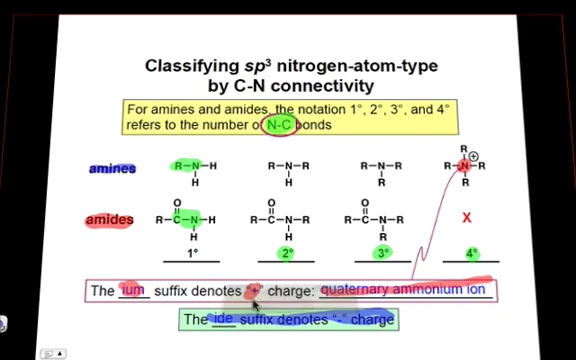 Classifying sp³ nitrogen-atom-type
by C-N connectivity
For amines and amides, the notation 1°, 2°, 3°, and 4°
refers to the number of N-C bonds
amines
R–N–H
H
R–N–R
H
R–N–R
R
R
R–N–R
R
⊕
amides
O
R–C–N–H
H
O
R–C–N–R
H
O
R–C–N–R
R
X
1° 2° 3° 4°
The ium suffix denotes "+" charge: quaternary ammonium ion
The ide suffix denotes "-" charge